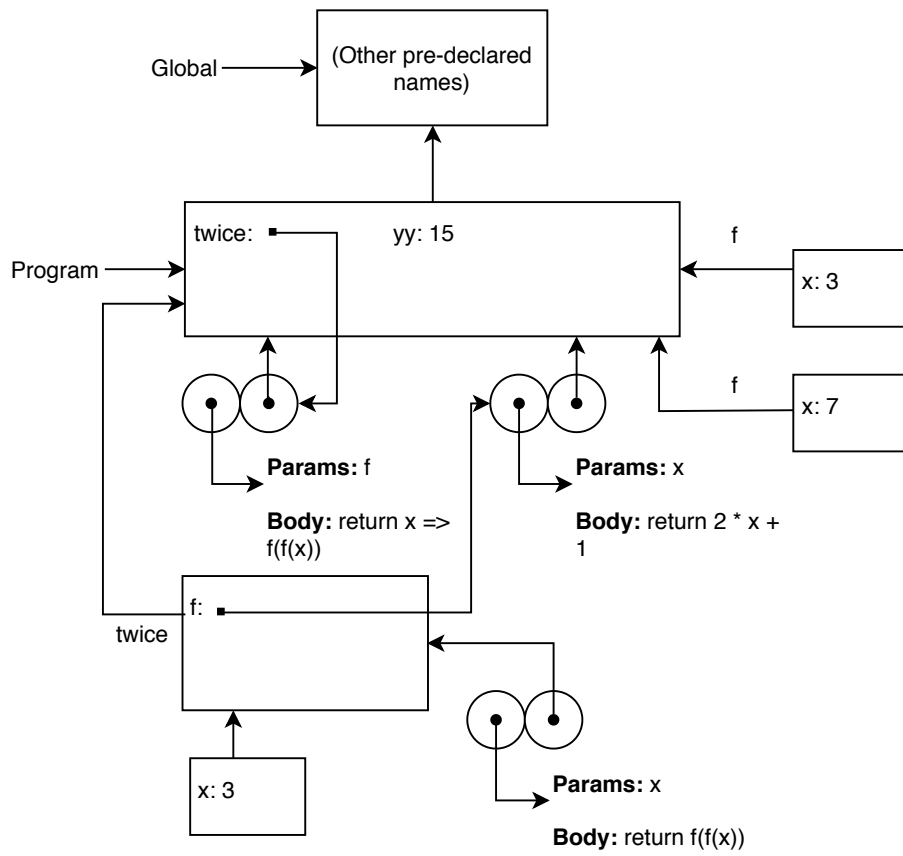 (Other pre-declared
names)
Global
twice:
yy: 15
f
Program
x: 3
f
x: 7
Params: f
Params: x
Body: return x =>
f(f(x))
Body: return 2 * x +
1
f:
twice
x: 3
Params: x
Body: return f(f(x))